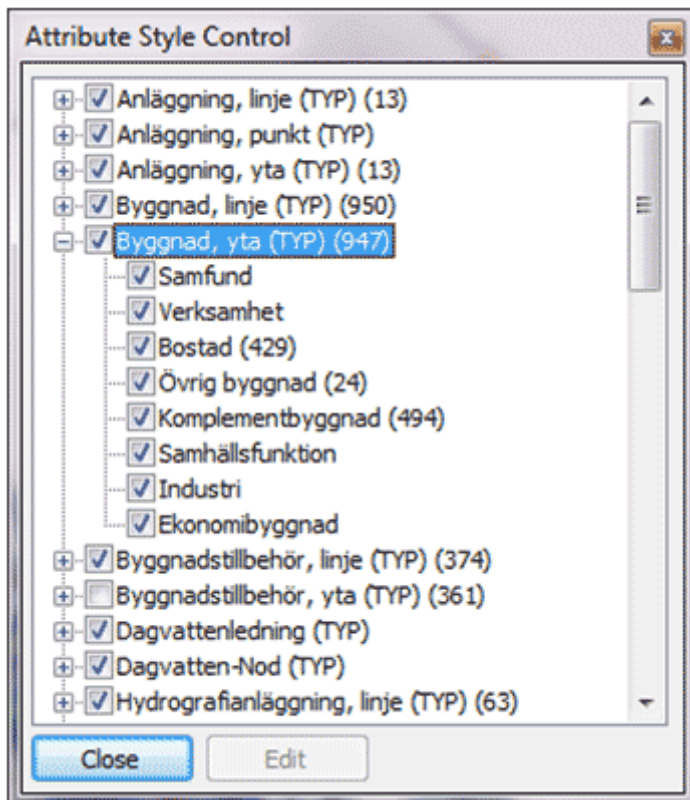 Attribute Style Control
Anläggning, linje (TYP) (13)
Anläggning, punkt (TYP)
Anläggning, yta (TYP) (13)
Byggnad, linje (TYP) (950)
Byggnad, yta (TYP) (947)
Samfund
Verksamhet
Bostad (429)
Övrig byggnad (24)
Komplementbyggnad (494)
Samhällsfunktion
Industri
Ekonomibyggnad
Byggnadstillbehör, linje (TYP) (374)
Byggnadstillbehör, yta (TYP) (361)
Dagvattenledning (TYP)
Dagvatten-Nod (TYP)
Hydrografianläggning, linje (TYP) (63)
Close
Edit